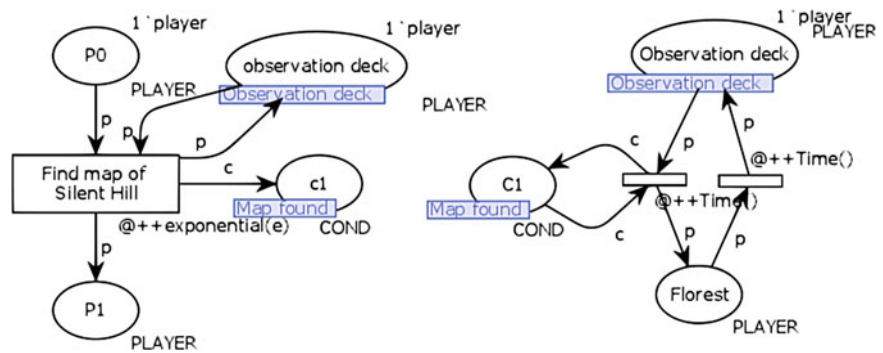 1`player
P0
PLAYER
p
p
Find map of
Silent Hill
p
c
p
@++exponential(e)
P1
PLAYER
1`player
observation deck
Observation deck
PLAYER
c1
Map found
COND
1`player
PLAYER
Observation deck
Observation deck
c
p
p
@++Time()
C1
Map found
COND
c
@++Time()
p
p
Florest
PLAYER